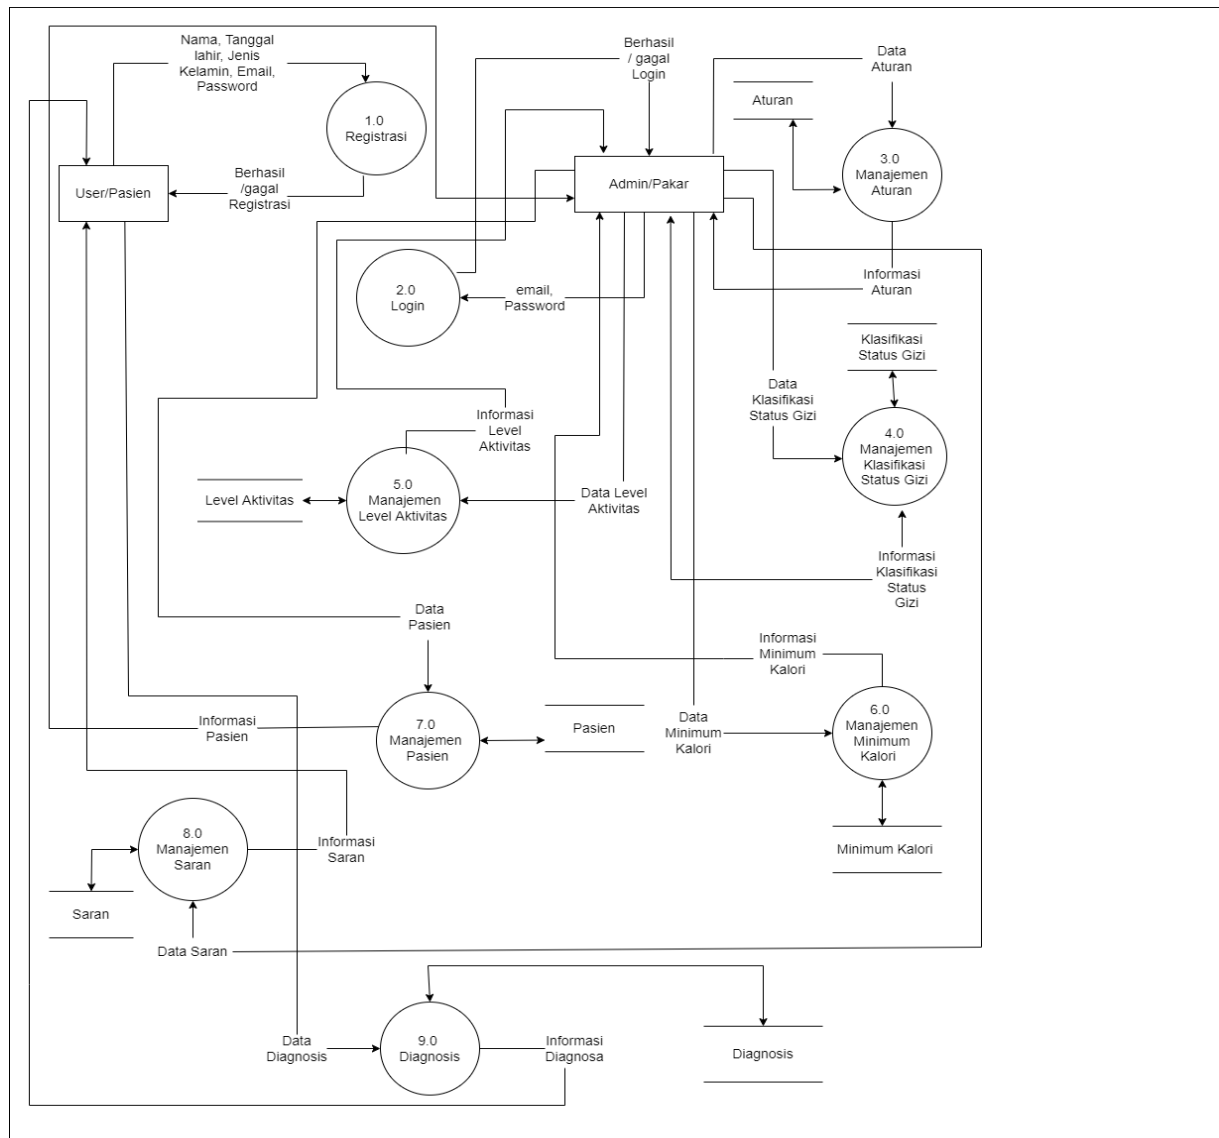 Nama, Tanggal
lahir, Jenis
Kelamin, Email,
Password
Berhasil
/ gagal
Login
Data
Aturan
Aturan
1.0
Registrasi
3.0
Manajemen
Aturan
User/Pasien
Berhasil
/gagal
Registrasi
Admin/Pakar
2.0
Login
email,
Password
Informasi
Aturan
Klasifikasi
Status Gizi
Data
Klasifikasi
Status Gizi
Informasi
Level
Aktivitas
4.0
Manajemen
Klasifikasi
Status Gizi
Level Aktivitas
5.0
Manajemen
Level Aktivitas
Data Level
Aktivitas
Informasi
Klasifikasi
Status
Gizi
Data
Pasien
Informasi
Minimum
Kalori
Informasi
Pasien
7.0
Manajemen
Pasien
Pasien
Data
Minimum
Kalori
6.0
Manajemen
Minimum
Kalori
8.0
Manajemen
Saran
Informasi
Saran
Minimum Kalori
Saran
Data Saran
Data
Diagnosis
9.0
Diagnosis
Informasi
Diagnosa
Diagnosis